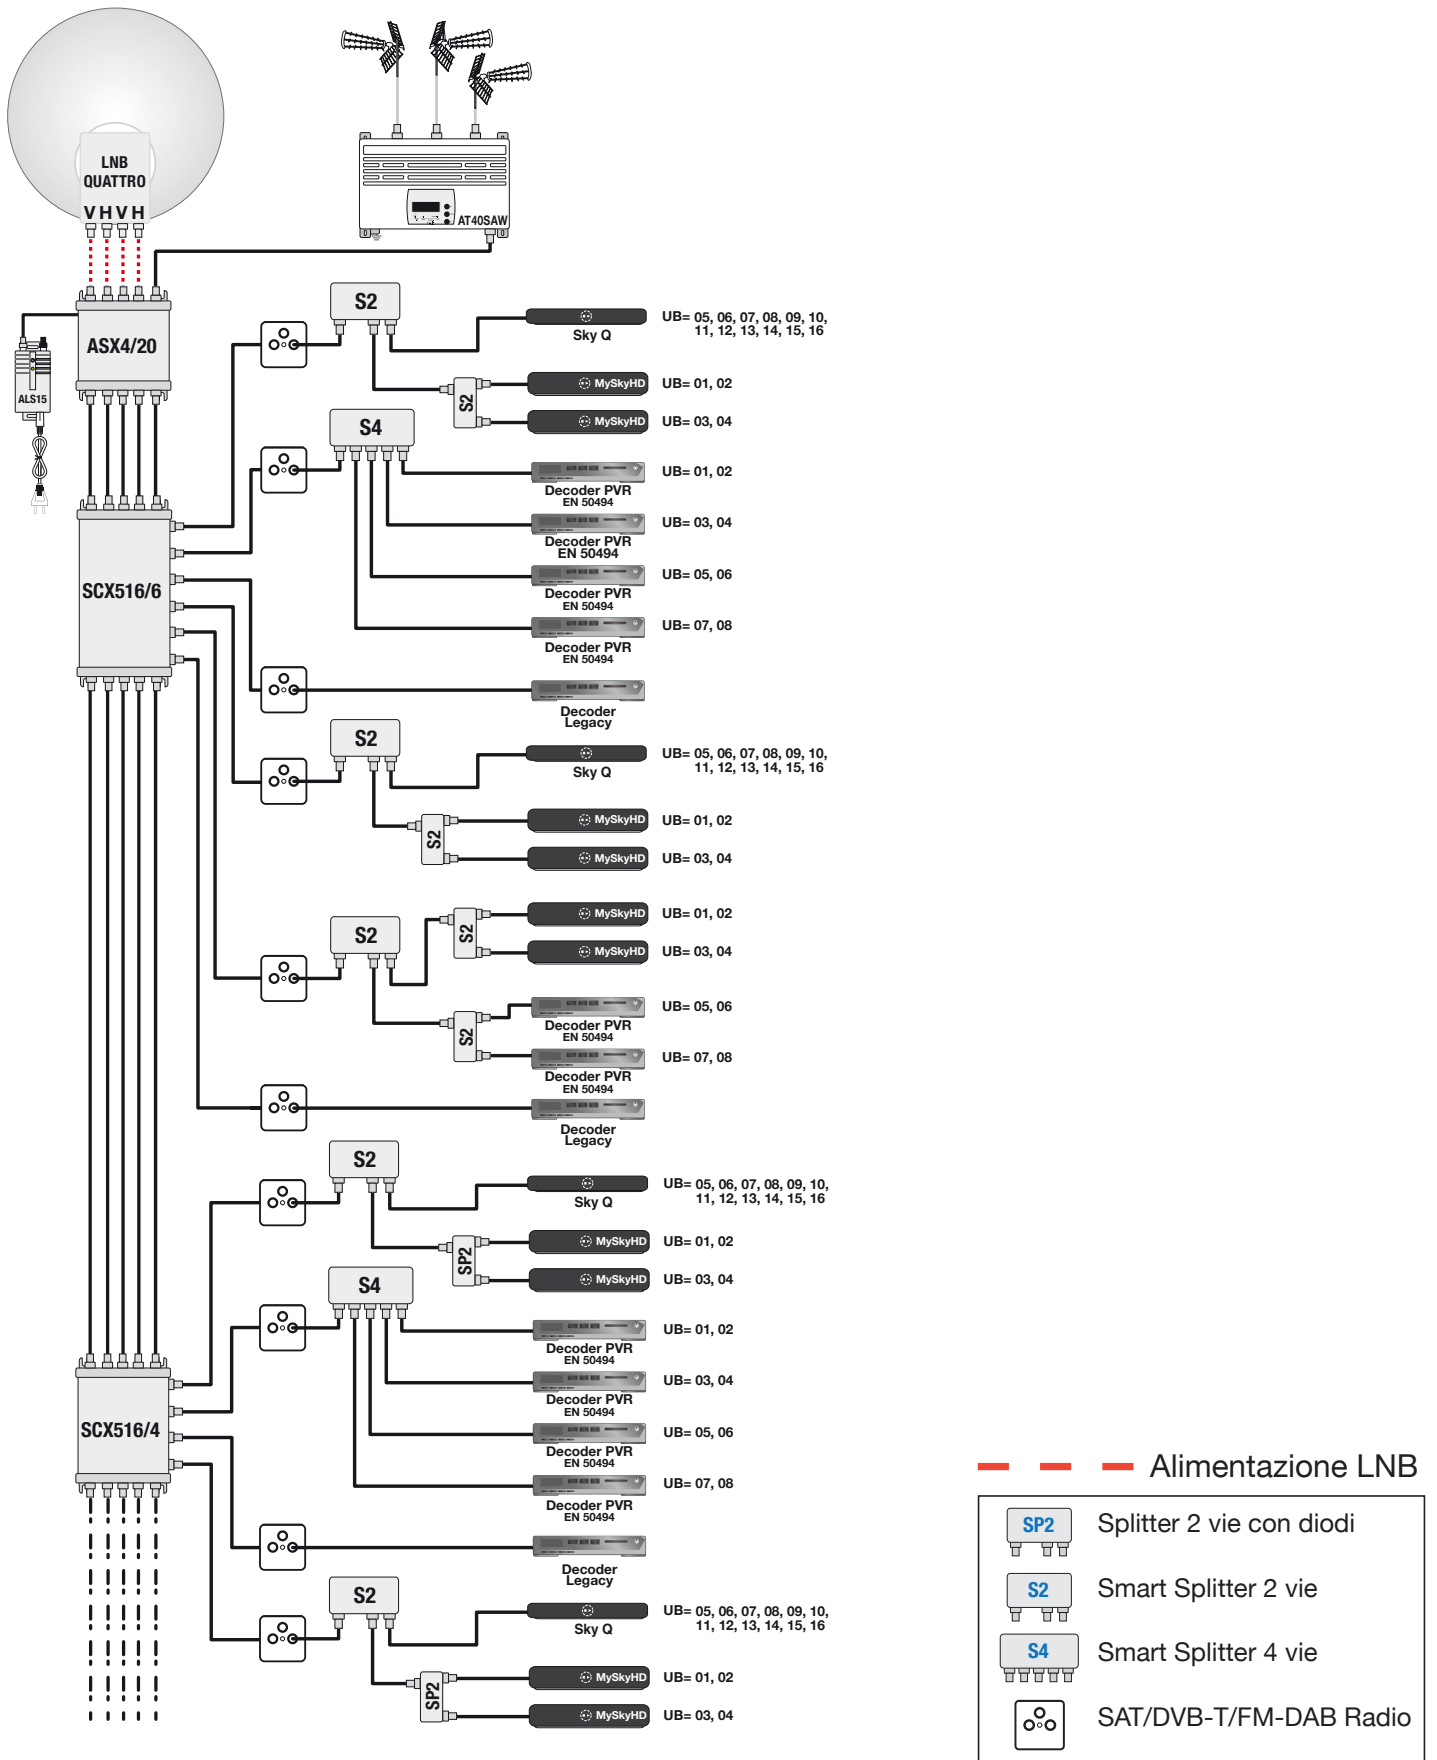 LNB
QUATTRO
V H V H
AT40SAW
ASX4/20
ALS15
S2
Sky Q
UB= 05, 06, 07, 08, 09, 10,
11, 12, 13, 14, 15, 16
S2
MySkyHD
UB= 01, 02
MySkyHD
UB= 03, 04
S4
Decoder PVR
EN 50494
UB= 01, 02
Decoder PVR
EN 50494
UB= 03, 04
Decoder PVR
EN 50494
UB= 05, 06
Decoder PVR
EN 50494
UB= 07, 08
SCX516/6
Decoder
Legacy
S2
Sky Q
UB= 05, 06, 07, 08, 09, 10,
11, 12, 13, 14, 15, 16
S2
MySkyHD
UB= 01, 02
MySkyHD
UB= 03, 04
S2
S2
MySkyHD
UB= 01, 02
MySkyHD
UB= 03, 04
S2
Decoder PVR
EN 50494
UB= 05, 06
Decoder PVR
EN 50494
UB= 07, 08
Decoder
Legacy
S2
Sky Q
UB= 05, 06, 07, 08, 09, 10,
11, 12, 13, 14, 15, 16
SP2
MySkyHD
UB= 01, 02
MySkyHD
UB= 03, 04
S4
Decoder PVR
EN 50494
UB= 01, 02
Decoder PVR
EN 50494
UB= 03, 04
Decoder PVR
EN 50494
UB= 05, 06
Decoder PVR
EN 50494
UB= 07, 08
SCX516/4
Decoder
Legacy
S2
Sky Q
UB= 05, 06, 07, 08, 09, 10,
11, 12, 13, 14, 15, 16
SP2
MySkyHD
UB= 01, 02
MySkyHD
UB= 03, 04
Alimentazione LNB
SP2 Splitter 2 vie con diodi
S2 Smart Splitter 2 vie
S4 Smart Splitter 4 vie
SAT/DVB-T/FM-DAB Radio